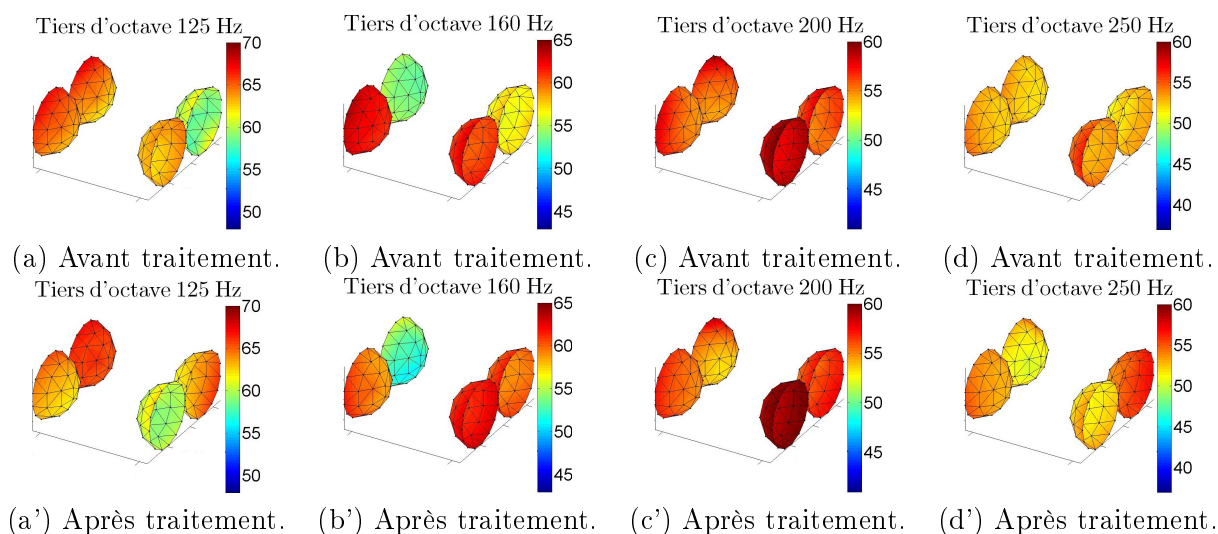 Tiers d'octave 125 Hz
70
65
60
55
50
(a) Avant traitement.
Tiers d'octave 160 Hz
65
60
55
50
45
(b) Avant traitement.
Tiers d'octave 200 Hz
60
55
50
45
(c) Avant traitement.
Tiers d'octave 250 Hz
60
55
50
45
40
(d) Avant traitement.
Tiers d'octave 125 Hz
70
65
60
55
50
(a') Après traitement.
Tiers d'octave 160 Hz
65
60
55
50
45
(b') Après traitement.
Tiers d'octave 200 Hz
60
55
50
45
(c') Après traitement.
Tiers d'octave 250 Hz
60
55
50
45
40
(d') Après traitement.